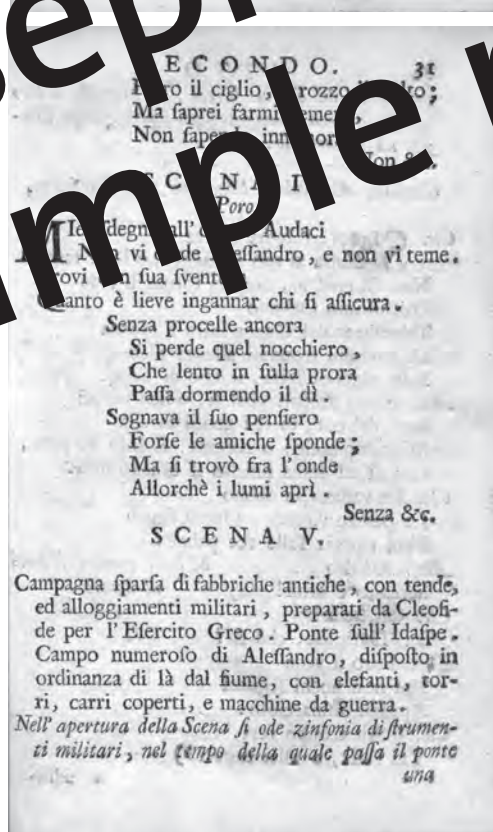 ample
ECONDO. 31
il ciglio, rozzo
Ma ſaprei farmi
Non
SCENA
Poro
ſdegni all' Audaci
vi Aleſſandro, e non vi teme.
ſua
Quanto è lieve ingannar chi ſi aſſicura.
Senza procelle ancora
Si perde quel nocchiero,
Che lento in ſulla prora
Paſſa dormendo il dì.
Sognava il ſuo penſiero
Forſe le amiche ſponde;
Ma ſi trovò fra l'onde
Allorchè i lumi aprì.
Senza &c.
SCENA V.
Campagna ſparſa di fabbriche antiche, con tende,
ed alloggiamenti militari, preparati da Cleofi-
de per l'Eſercito Greco. Ponte ſull' Idaſpe.
Campo numeroſo di Aleſſandro, diſpoſto in
ordinanza di là dal fiume, con elefanti, tor-
ri, carri coperti, e macchine da guerra.
Nell' apertura della Scena ſi ode zinfonia di ſtrumen-
ti militari, nel tempo della quale paſſa il ponte
una